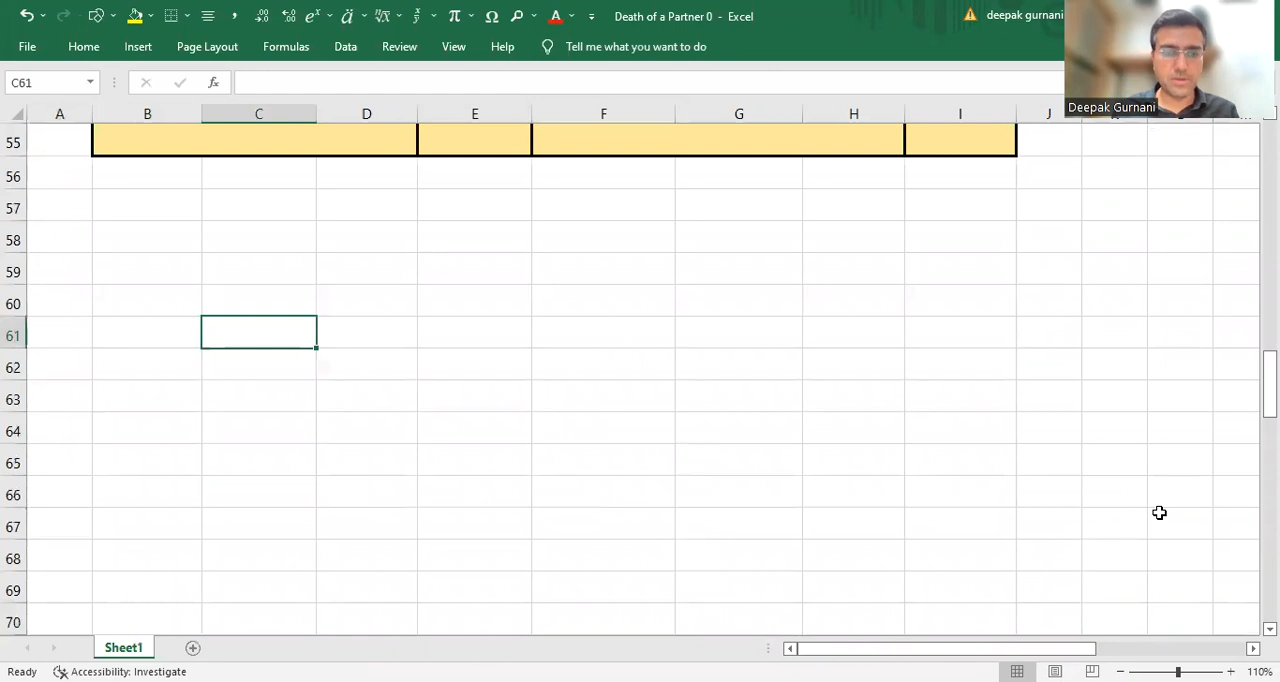 Death of a Partner 0 - Excel
deepak gurnani
File Home Insert Page Layout Formulas Data Review View Help Tell me what you want to do
C61
fx
Deepak Gurnani
A B C D E F G H I J
55
56
57
58
59
60
61
62
63
64
65
66
67
68
69
70
Sheet1
Ready Accessibility: Investigate 110%